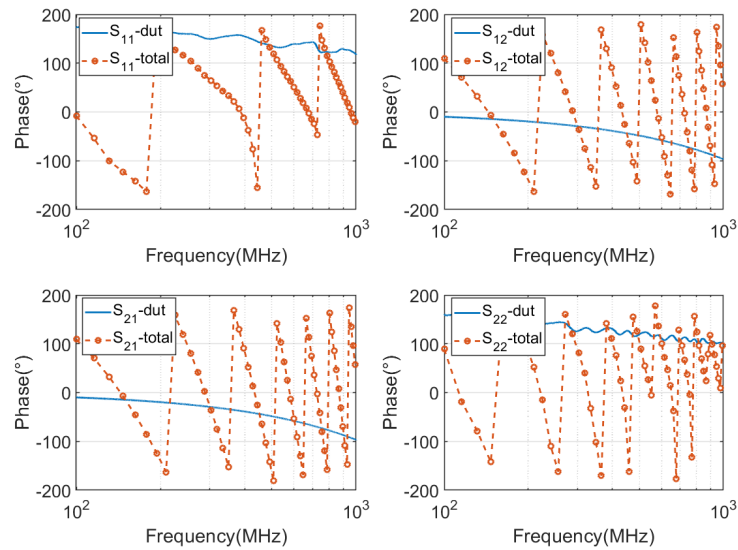 200
100
0
-100
-200
Phase(°)
S11-dut
S11-total
10^2
10^3
Frequency(MHz)
200
100
0
-100
-200
Phase(°)
S12-dut
S12-total
10^2
10^3
Frequency(MHz)
200
100
0
-100
-200
Phase(°)
S21-dut
S21-total
10^2
10^3
Frequency(MHz)
200
100
0
-100
-200
Phase(°)
S22-dut
S22-total
10^2
10^3
Frequency(MHz)